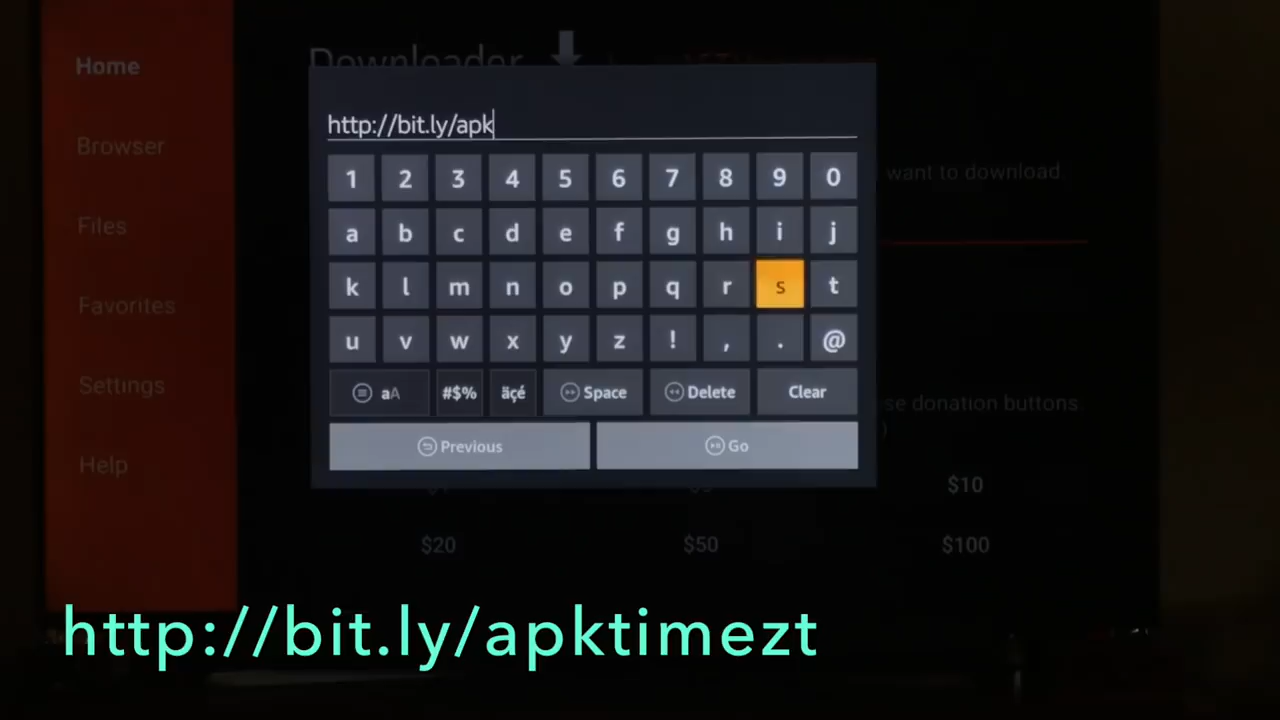 Home
Browser
Files
Favorites
Settings
Help
Downloader
http://bit.ly/apk
want to download
1 2 3 4 5 6 7 8 9 0
a b c d e f g h i j
k l m n o p q r s t
u v w x y z ! , . @
aA #$% äçé Space Delete Clear
Previous Go
se donation buttons
)
$10
$20 $50 $100
http://bit.ly/apktimezt